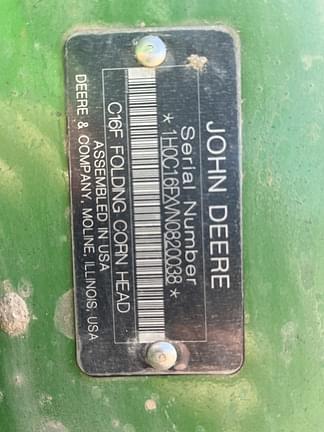 JOHN DEERE
Serial Number
* 1H0C16FXVN0820038 *
C16F FOLDING CORN HEAD
ASSEMBLED IN USA
DEERE & COMPANY, MOLINE, ILLINOIS, USA